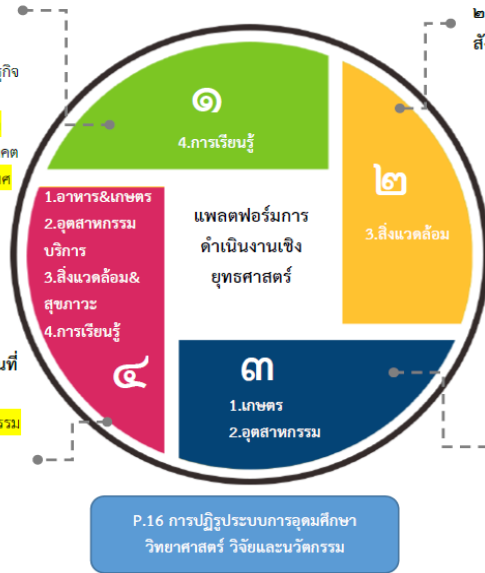 ๑
4.การเรียนรู้
๒
3.สิ่งแวดล้อม
แพลตฟอร์มการ
ดำเนินงานเชิง
ยุทธศาสตร์
1.อาหาร&เกษตร
2.อุตสาหกรรม
บริการ
3.สิ่งแวดล้อม&
สุขภาวะ
4.การเรียนรู้
๔
๓
1.เกษตร
2.อุตสาหกรรม
P.16 การปฏิรูประบบการอุดมศึกษา
วิทยาศาสตร์ วิจัยและนวัตกรรม